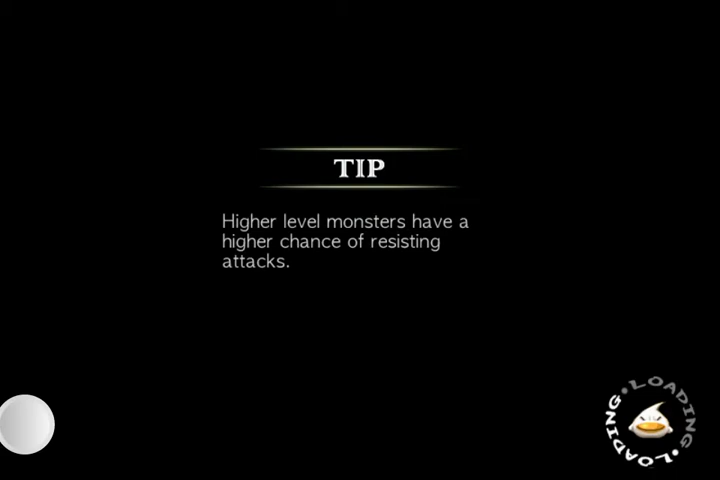 TIP
Higher level monsters have a
higher chance of resisting
attacks.
LOADING • LOADING •